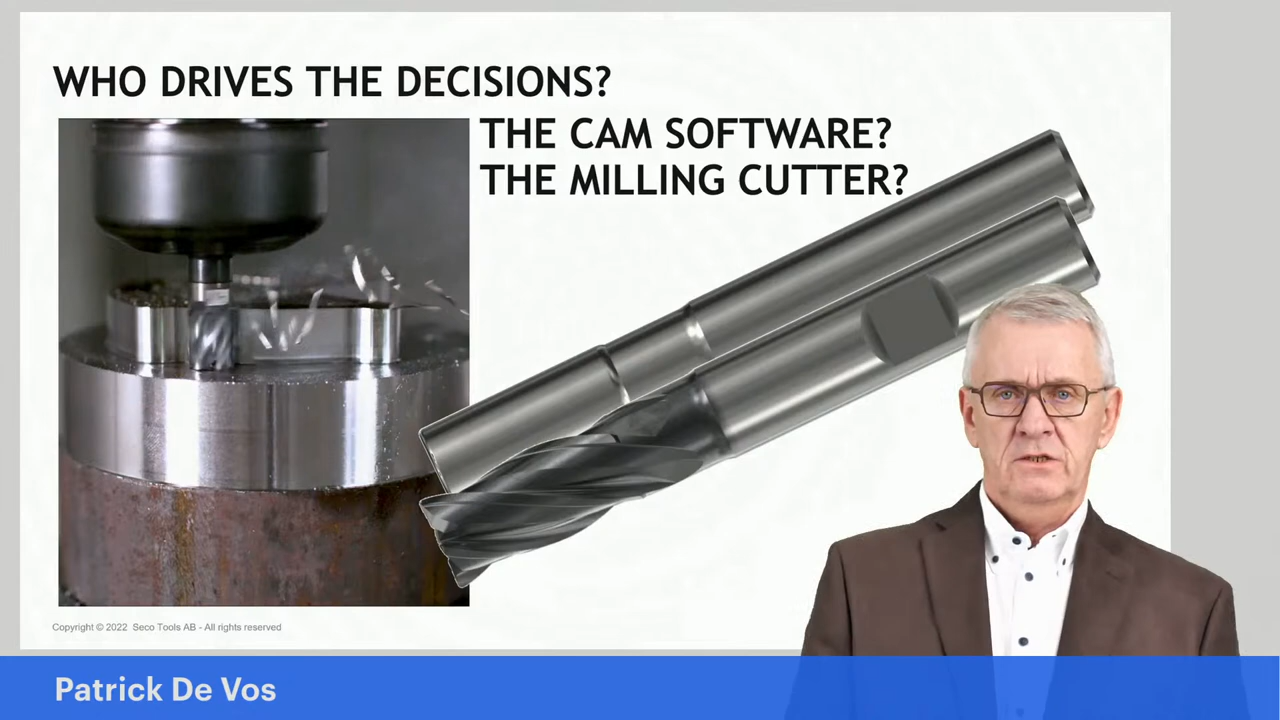 WHO DRIVES THE DECISIONS?
THE CAM SOFTWARE?
THE MILLING CUTTER?
Copyright © 2022 Seco Tools AB - All rights reserved
Patrick De Vos